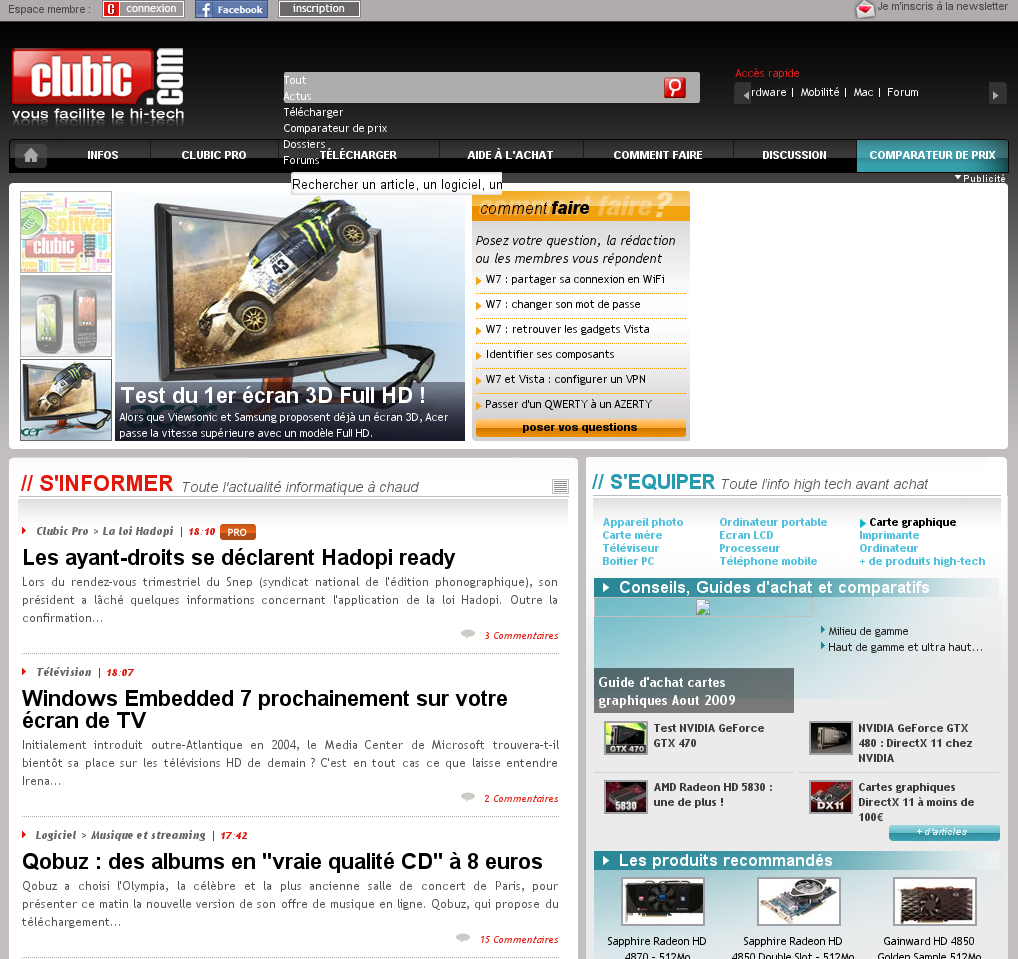 Espace membre :
connexion
Facebook
inscription
Je m'inscris à la newsletter
clubic.com
vous facilite le hi-tech
Tout
Actus
Télécharger
Comparateur de prix
Dossiers
Forums
Accès rapide
rdware | Mobilité | Mac | Forum
INFOS
CLUBIC PRO
TÉLÉCHARGER
AIDE À L'ACHAT
COMMENT FAIRE
DISCUSSION
COMPARATEUR DE PRIX
Publicité
Rechercher un article, un logiciel, un
Test du 1er écran 3D Full HD !
Alors que Viewsonic et Samsung proposent déjà un écran 3D, Acer
passe la vitesse supérieure avec un modèle Full HD.
comment faire
Posez votre question, la rédaction
ou les membres vous répondent
W7 : partager sa connexion en WiFi
W7 : changer son mot de passe
W7 : retrouver les gadgets Vista
Identifier ses composants
W7 et Vista : configurer un VPN
Passer d'un QWERTY à un AZERTY
poser vos questions
// S'INFORMER Toute l'actualité informatique à chaud
Clubic Pro > La loi Hadopi | 18:10 PRO
Les ayant-droits se déclarent Hadopi ready
Lors du rendez-vous trimestriel du Snep (syndicat national de l'édition phonographique), son
président a lâché quelques informations concernant l'application de la loi Hadopi. Outre la
confirmation...
3 Commentaires
Télévision | 18:07
Windows Embedded 7 prochainement sur votre
écran de TV
Initialement introduit outre-Atlantique en 2004, le Media Center de Microsoft trouvera-t-il
bientôt sa place sur les télévisions HD de demain ? C'est en tout cas ce que laisse entendre
Irena...
2 Commentaires
Logiciel > Musique et streaming | 17:42
Qobuz : des albums en "vraie qualité CD" à 8 euros
Qobuz a choisi l'Olympia, la célèbre et la plus ancienne salle de concert de Paris, pour
présenter ce matin la nouvelle version de son offre de musique en ligne. Qobuz, qui propose du
téléchargement...
15 Commentaires
// S'EQUIPER Toute l'info high tech avant achat
Appareil photo
Carte mère
Téléviseur
Boitier PC
Ordinateur portable
Ecran LCD
Processeur
Téléphone mobile
Carte graphique
Imprimante
Ordinateur
+ de produits high-tech
Conseils, Guides d'achat et comparatifs
Milieu de gamme
Haut de gamme et ultra haut...
Guide d'achat cartes
graphiques Aout 2009
Test NVIDIA GeForce
GTX 470
NVIDIA GeForce GTX
480 : DirectX 11 chez
NVIDIA
AMD Radeon HD 5830 :
une de plus !
Cartes graphiques
DirectX 11 à moins de
100€
+ d'articles
Les produits recommandés
Sapphire Radeon HD
4870 - 512Mo
Sapphire Radeon HD
4850 Double Slot - 512Mo
Gainward HD 4850
Golden Sample 512Mo